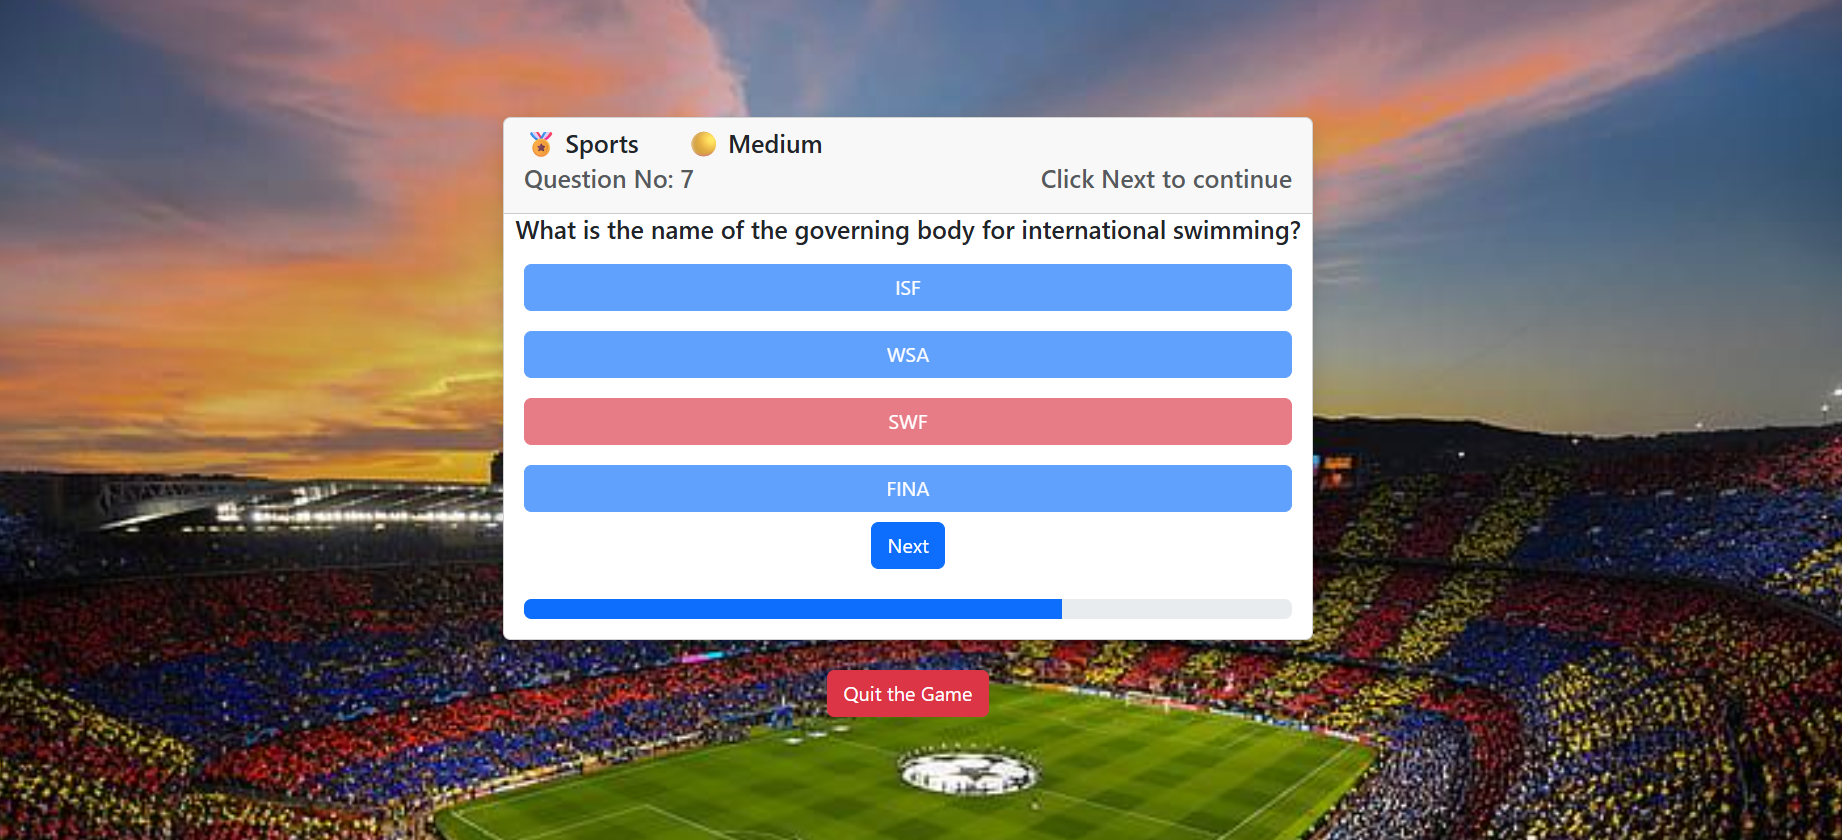 Sports Medium
Question No: 7 Click Next to continue
What is the name of the governing body for international swimming?
ISF
WSA
SWF
FINA
Next
Quit the Game